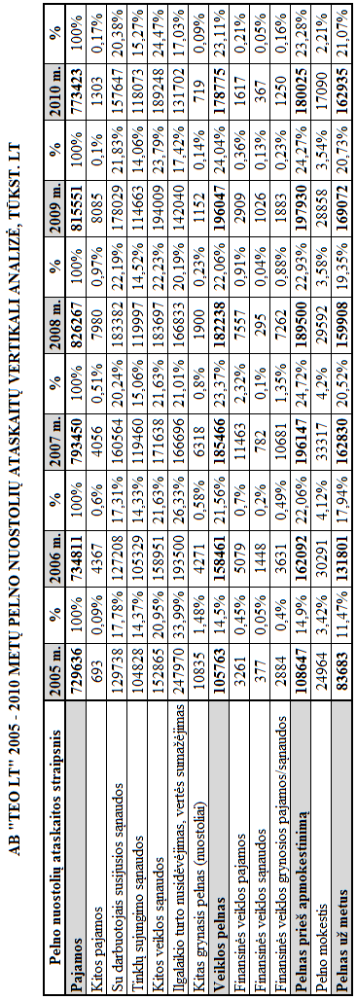 AB "TEO LT" 2005 - 2010 METŲ PELNO NUOSTOLIŲ ATASKAITŲ VERTIKALI ANALIZĖ, TŪKST. LT
Pelno nuostolių ataskaitos straipsnis 2005 m. % 2006 m. % 2007 m. % 2008 m. % 2009 m. % 2010 m. %
Pajamos 729636 100% 734811 100% 793450 100% 826267 100% 815551 100% 773423 100%
Kitos pajamos 693 0,09% 4367 0,6% 4056 0,51% 7980 0,97% 8085 0,1% 1303 0,17%
Su darbuotojais susijusios sąnaudos 129738 17,78% 127208 17,31% 160564 20,24% 183382 22,19% 178029 21,83% 157647 20,38%
Tinklų sujungimo sąnaudos 104828 14,37% 105329 14,33% 119460 15,06% 119997 14,52% 114663 14,06% 118073 15,27%
Kitos veiklos sąnaudos 152865 20,95% 158951 21,63% 171638 21,63% 183697 22,23% 194009 23,79% 189248 24,47%
Ilgalaikio turto nusidėvėjimas, vertės sumažėjimas 247970 33,99% 193500 26,33% 166696 21,01% 166833 20,19% 142040 17,42% 131702 17,03%
Kitas grynasis pelnas (nuostoliai) 10835 1,48% 4271 0,58% 6318 0,8% 1900 0,23% 1152 0,14% 719 0,09%
Veiklos pelnas 105763 14,5% 158461 21,56% 185466 23,37% 182238 22,06% 196047 24,04% 178775 23,11%
Finansinės veiklos pajamos 3261 0,45% 5079 0,7% 11463 2,32% 7557 0,91% 2909 0,36% 1617 0,21%
Finansinės veiklos sąnaudos 377 0,05% 1448 0,2% 782 0,1% 295 0,04% 1026 0,13% 367 0,05%
Finansinės veiklos grynosios pajamos/sąnaudos 2884 0,4% 3631 0,49% 10681 1,35% 7262 0,88% 1883 0,23% 1250 0,16%
Pelnas prieš apmokestinimą 108647 14,9% 162092 22,06% 196147 24,72% 189500 22,93% 197930 24,27% 180025 23,28%
Pelno mokestis 24964 3,42% 30291 4,12% 33317 4,2% 29592 3,58% 28858 3,54% 17090 2,21%
Pelnas už metus 83683 11,47% 131801 17,94% 162830 20,52% 159908 19,35% 169072 20,73% 162935 21,07%